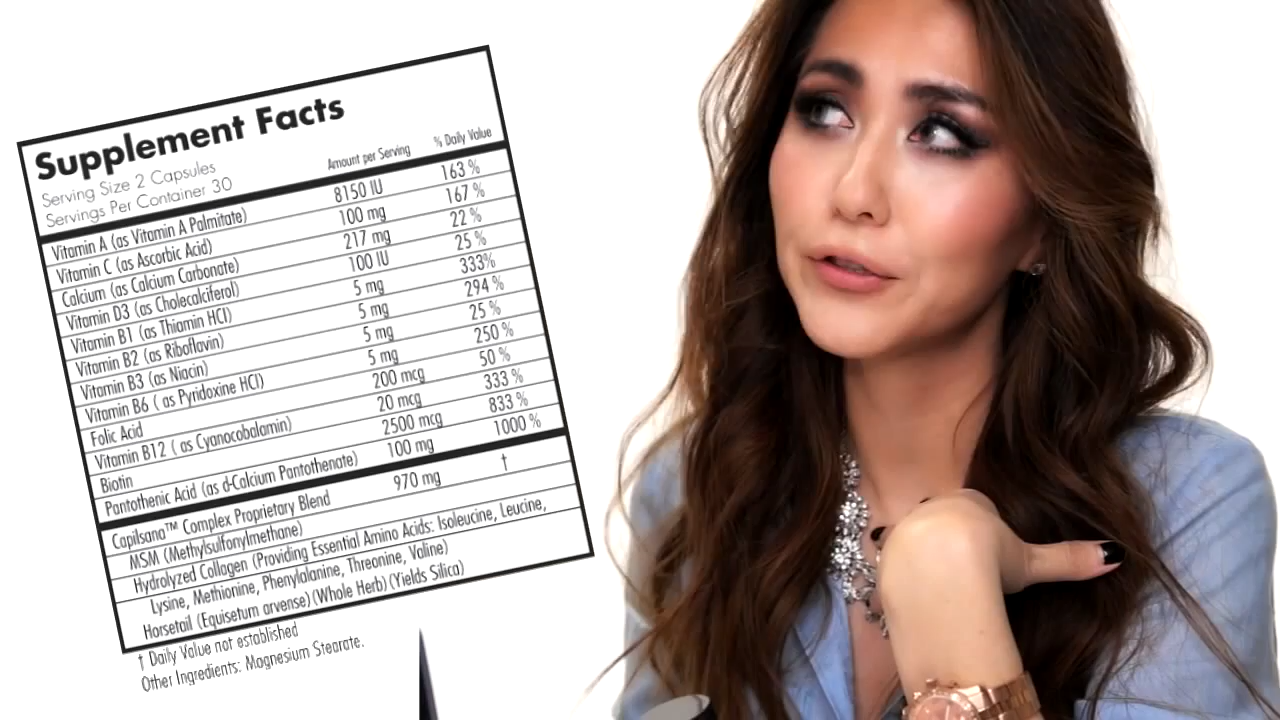 Supplement Facts
Serving Size 2 Capsules
Servings Per Container 30
Amount per Serving % Daily Value
Vitamin A (as Vitamin A Palmitate) 8150 IU 163 %
Vitamin C (as Ascorbic Acid) 100 mg 167 %
Calcium (as Calcium Carbonate) 217 mg 22 %
Vitamin D3 (as Cholecalciferol) 100 IU 25 %
Vitamin B1 (as Thiamin HCl) 5 mg 333%
Vitamin B2 (as Riboflavin) 5 mg 294 %
Vitamin B3 (as Niacin) 5 mg 25 %
Vitamin B6 ( as Pyridoxine HCl) 5 mg 250 %
Folic Acid 200 mcg 50 %
Vitamin B12 ( as Cyanocobalamin) 20 mcg 333 %
Biotin 2500 mcg 833 %
Pantothenic Acid (as d-Calcium Pantothenate) 100 mg 1000 %
Capilsana™ Complex Proprietary Blend 970 mg †
MSM (Methylsulfonylmethane)
Hydrolyzed Collagen (Providing Essential Amino Acids: Isoleucine, Leucine,
Lysine, Methionine, Phenylalanine, Threonine, Valine)
Horsetail (Equisetum arvense) (Whole Herb) (Yields Silica)
† Daily Value not established
Other Ingredients: Magnesium Stearate.